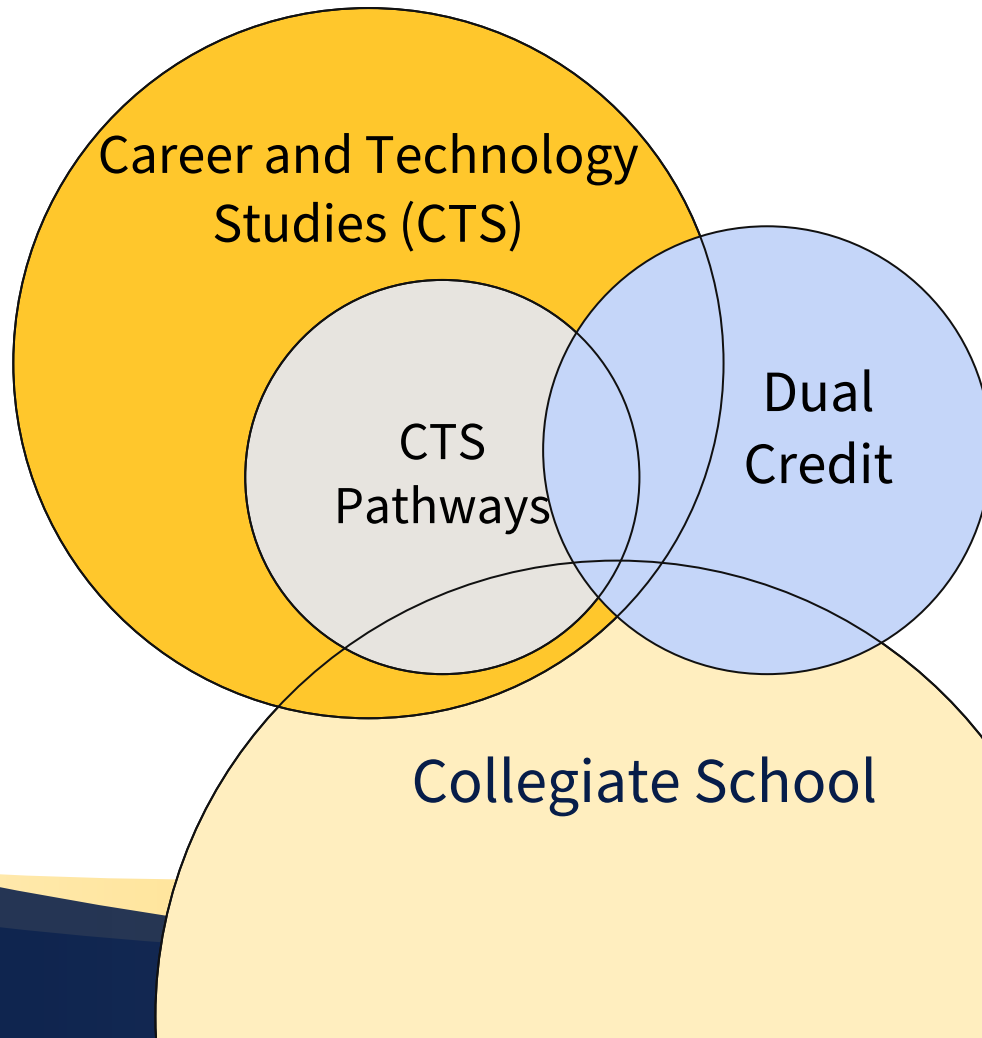 Career and Technology
Studies (CTS)
Dual
Credit
CTS
Pathways
Collegiate School